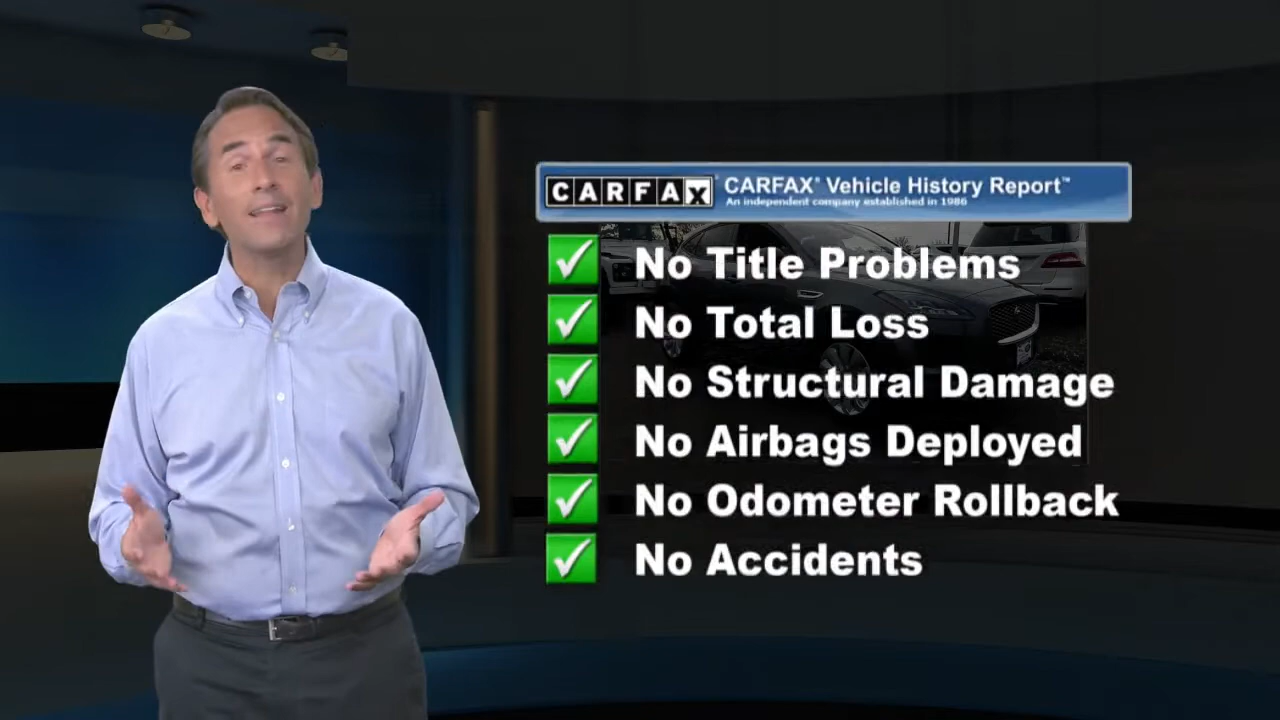 CARFAX CARFAX® Vehicle History Report™
An independent company established in 1986
No Title Problems
No Total Loss
No Structural Damage
No Airbags Deployed
No Odometer Rollback
No Accidents